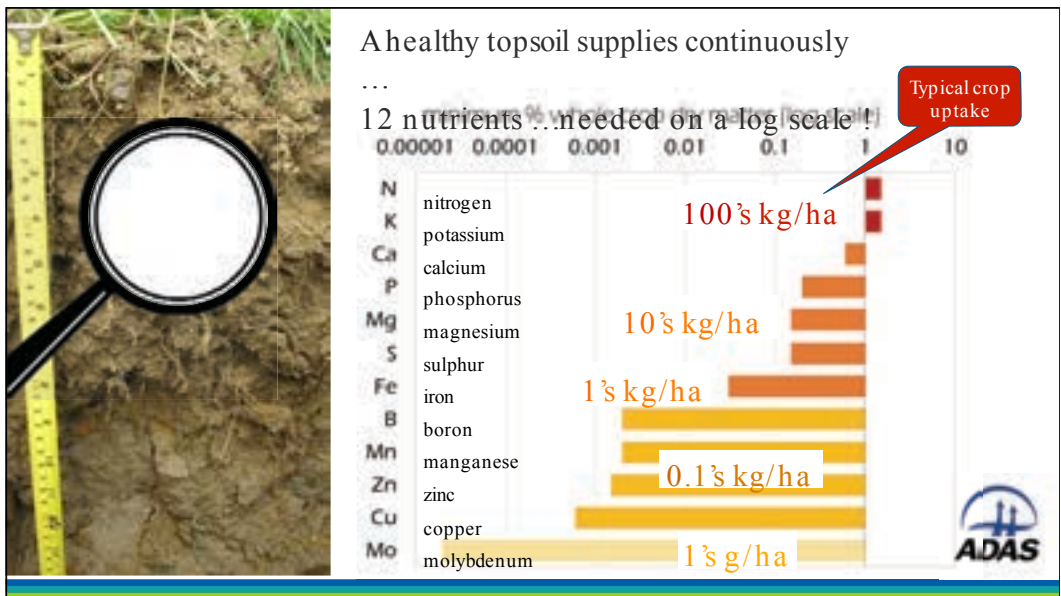 A healthy topsoil supplies continuously
…
12 nutrients …needed on a log scale !
Typical crop
uptake
0.00001 0.0001 0.001 0.01 0.1 1 10
N
nitrogen
100’s kg/ha
K
potassium
Ca
calcium
P
phosphorus
Mg
magnesium
10’s kg/ha
S
sulphur
Fe
iron
1’s kg/ha
B
boron
Mn
manganese
0.1’s kg/ha
Zn
zinc
Cu
copper
Mo
molybdenum
1’s g/ha
ADAS